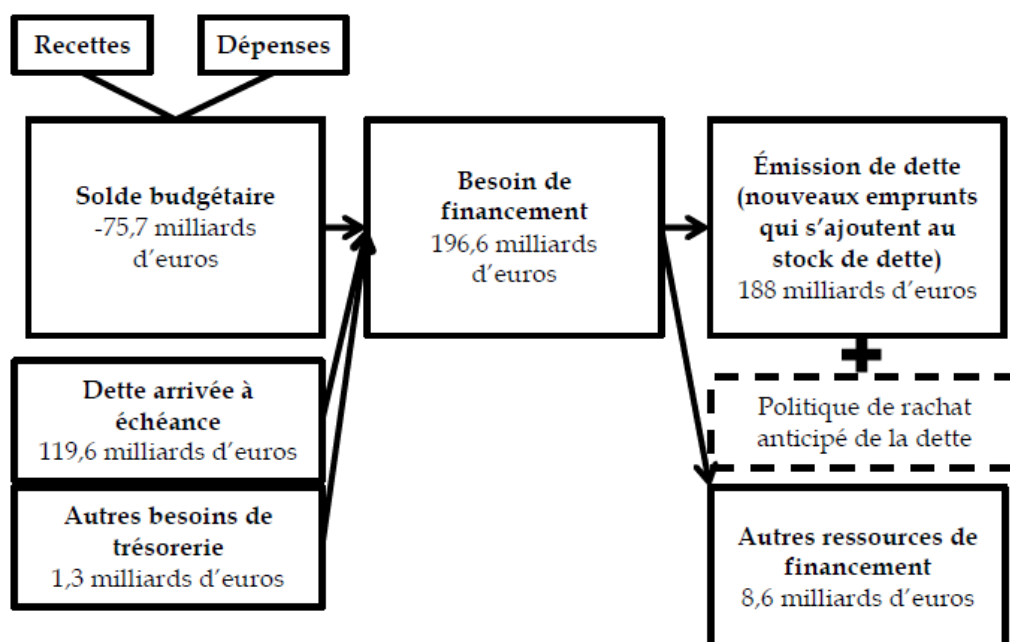 Recettes
Dépenses
Solde budgétaire
-75,7 milliards
d’euros
Besoin de
financement
196,6 milliards
d’euros
Émission de dette
(nouveaux emprunts
qui s’ajoutent au
stock de dette)
188 milliards d’euros
Dette arrivée à
échéance
119,6 milliards d’euros
Politique de rachat
anticipé de la dette
Autres besoins de
trésorerie
1,3 milliards d’euros
Autres ressources de
financement
8,6 milliards d’euros